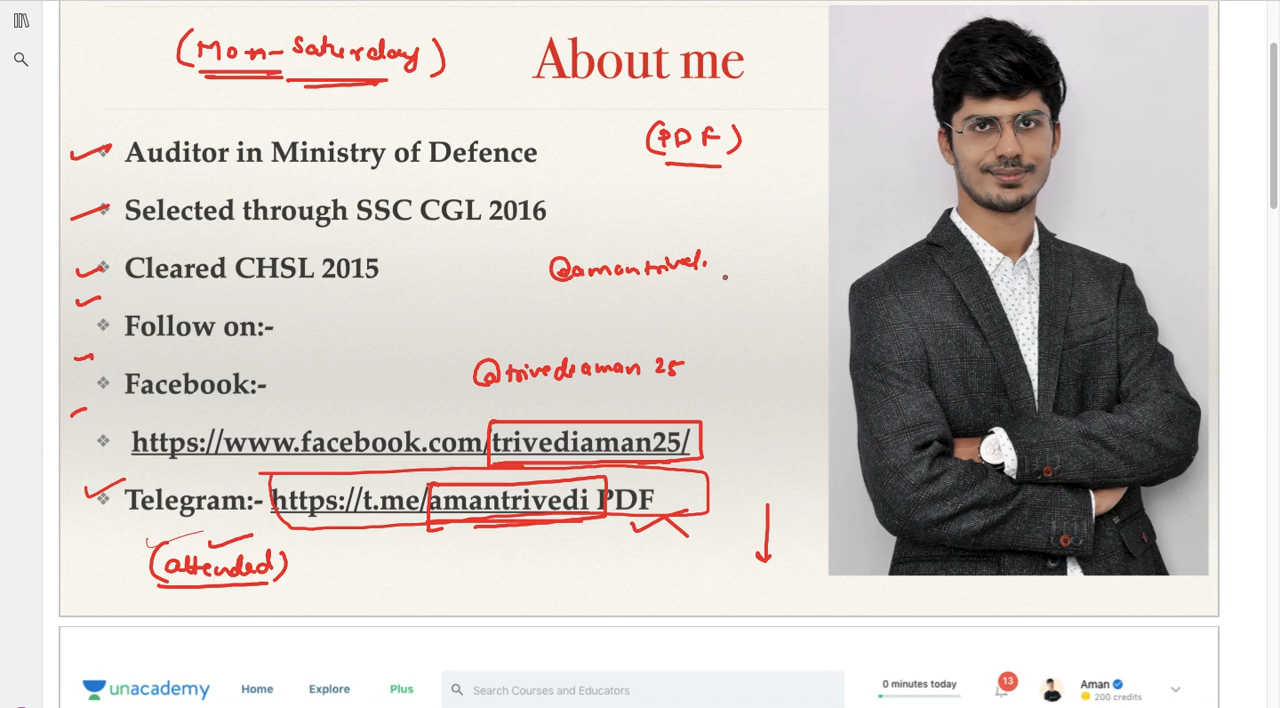 (Mon-Saturday)
About me
(PDF)
Auditor in Ministry of Defence
Selected through SSC CGL 2016
Cleared CHSL 2015
@amantrivedi
Follow on:-
@trivediaman 25
Facebook:-
https://www.facebook.com/trivediaman25/
Telegram:- https://t.me/amantrivedi PDF
(attended)
unacademy Home Explore Plus Search Courses and Educators 0 minutes today 13 Aman
200 credits